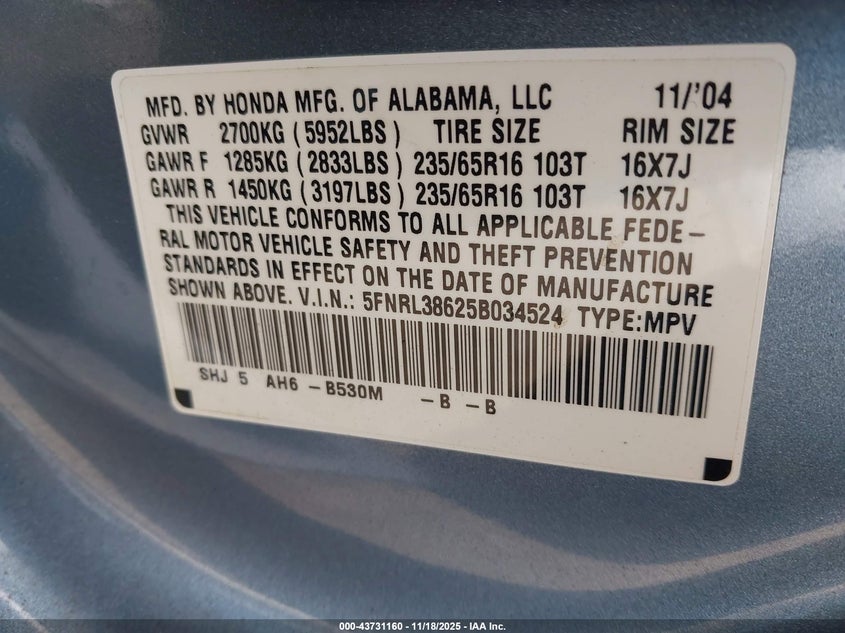 MFD. BY HONDA MFG. OF ALABAMA, LLC 11/'04
GVWR 2700KG (5952LBS) TIRE SIZE RIM SIZE
GAWR F 1285KG (2833LBS) 235/65R16 103T 16X7J
GAWR R 1450KG (3197LBS) 235/65R16 103T 16X7J
THIS VEHICLE CONFORMS TO ALL APPLICABLE FEDE-
RAL MOTOR VEHICLE SAFETY AND THEFT PREVENTION
STANDARDS IN EFFECT ON THE DATE OF MANUFACTURE
SHOWN ABOVE. V.I.N.: 5FNRL38625B034524 TYPE:MPV
SHJ 5 AH6 -B530M -B -B
000-43731160 - 11/18/2025 - IAA Inc.